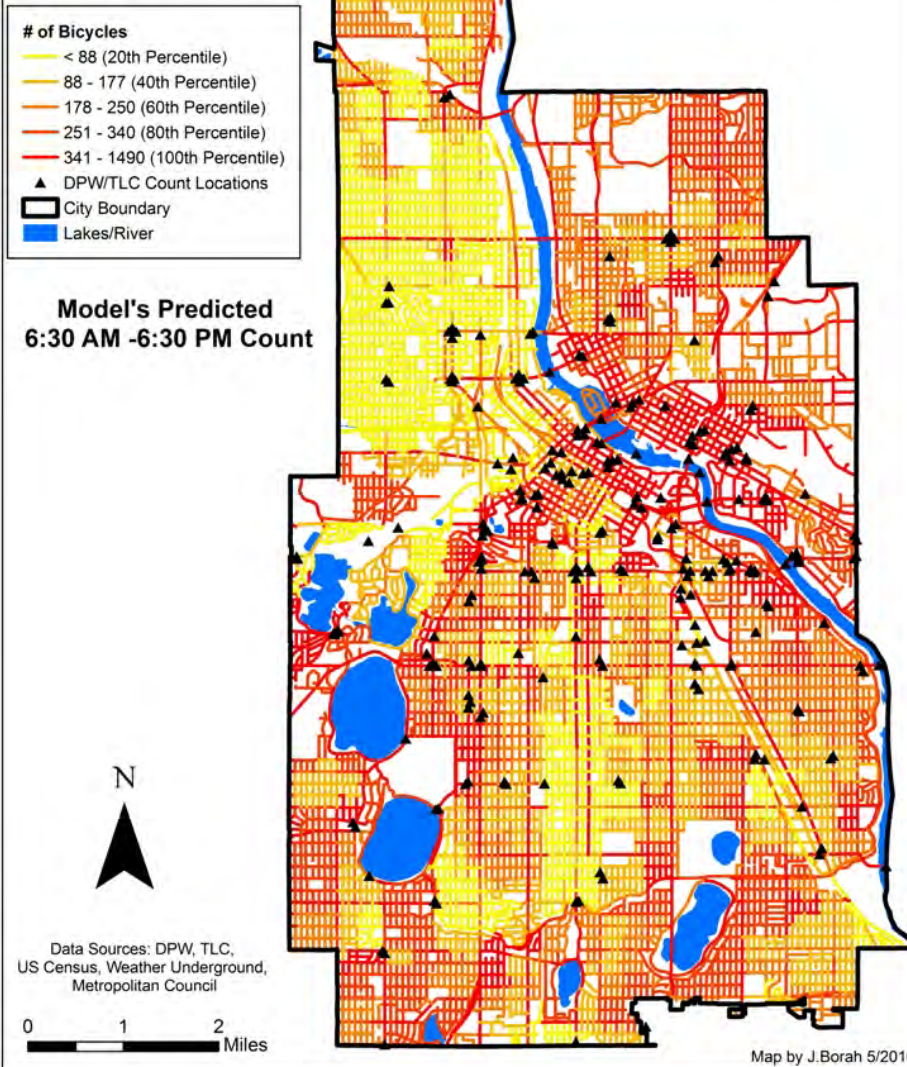 # of Bicycles
< 88 (20th Percentile)
88 - 177 (40th Percentile)
178 - 250 (60th Percentile)
251 - 340 (80th Percentile)
341 - 1490 (100th Percentile)
DPW/TLC Count Locations
City Boundary
Lakes/River
Model's Predicted
6:30 AM -6:30 PM Count
N
Data Sources: DPW, TLC,
US Census, Weather Underground,
Metropolitan Council
0 1 2 Miles
Map by J.Borah 5/2010